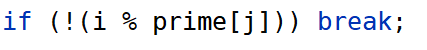 if (!(i % prime[j])) break;